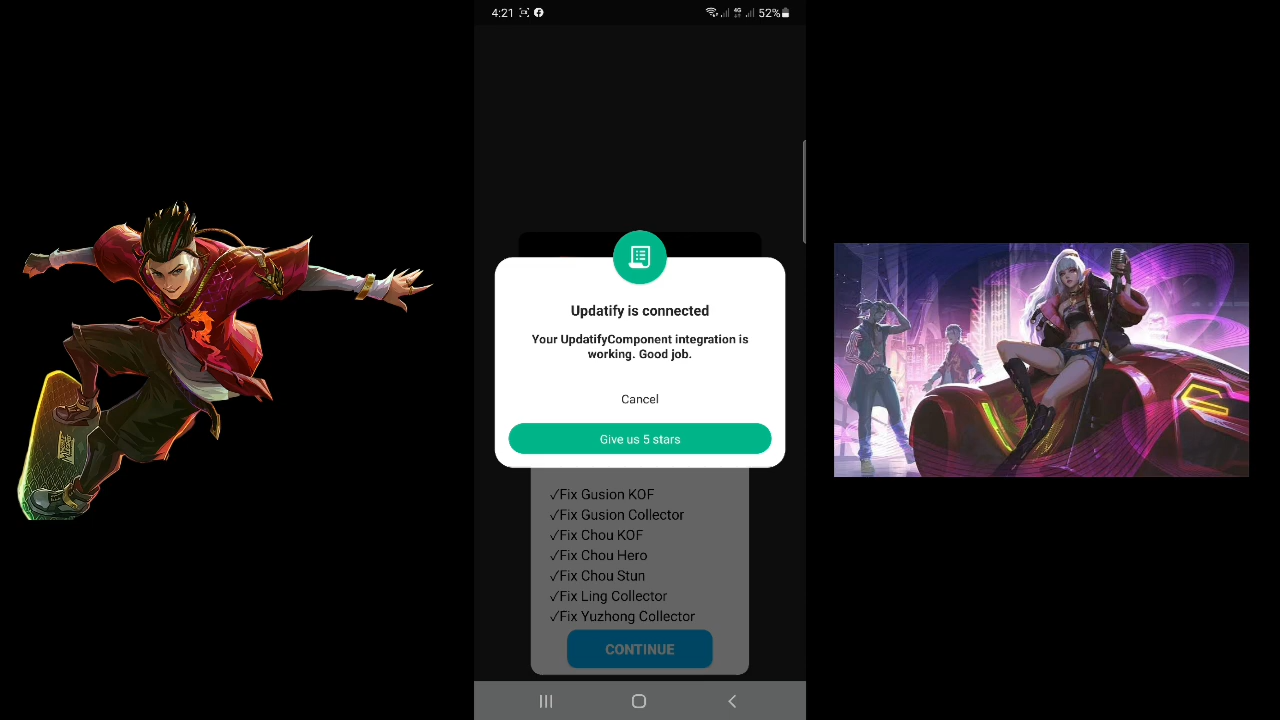 4:21
4G
52%
Updatify is connected
Your UpdatifyComponent integration is
working. Good job.
Cancel
Give us 5 stars
✓Fix Gusion KOF
✓Fix Gusion Collector
✓Fix Chou KOF
✓Fix Chou Hero
✓Fix Chou Stun
✓Fix Ling Collector
✓Fix Yuzhong Collector
CONTINUE